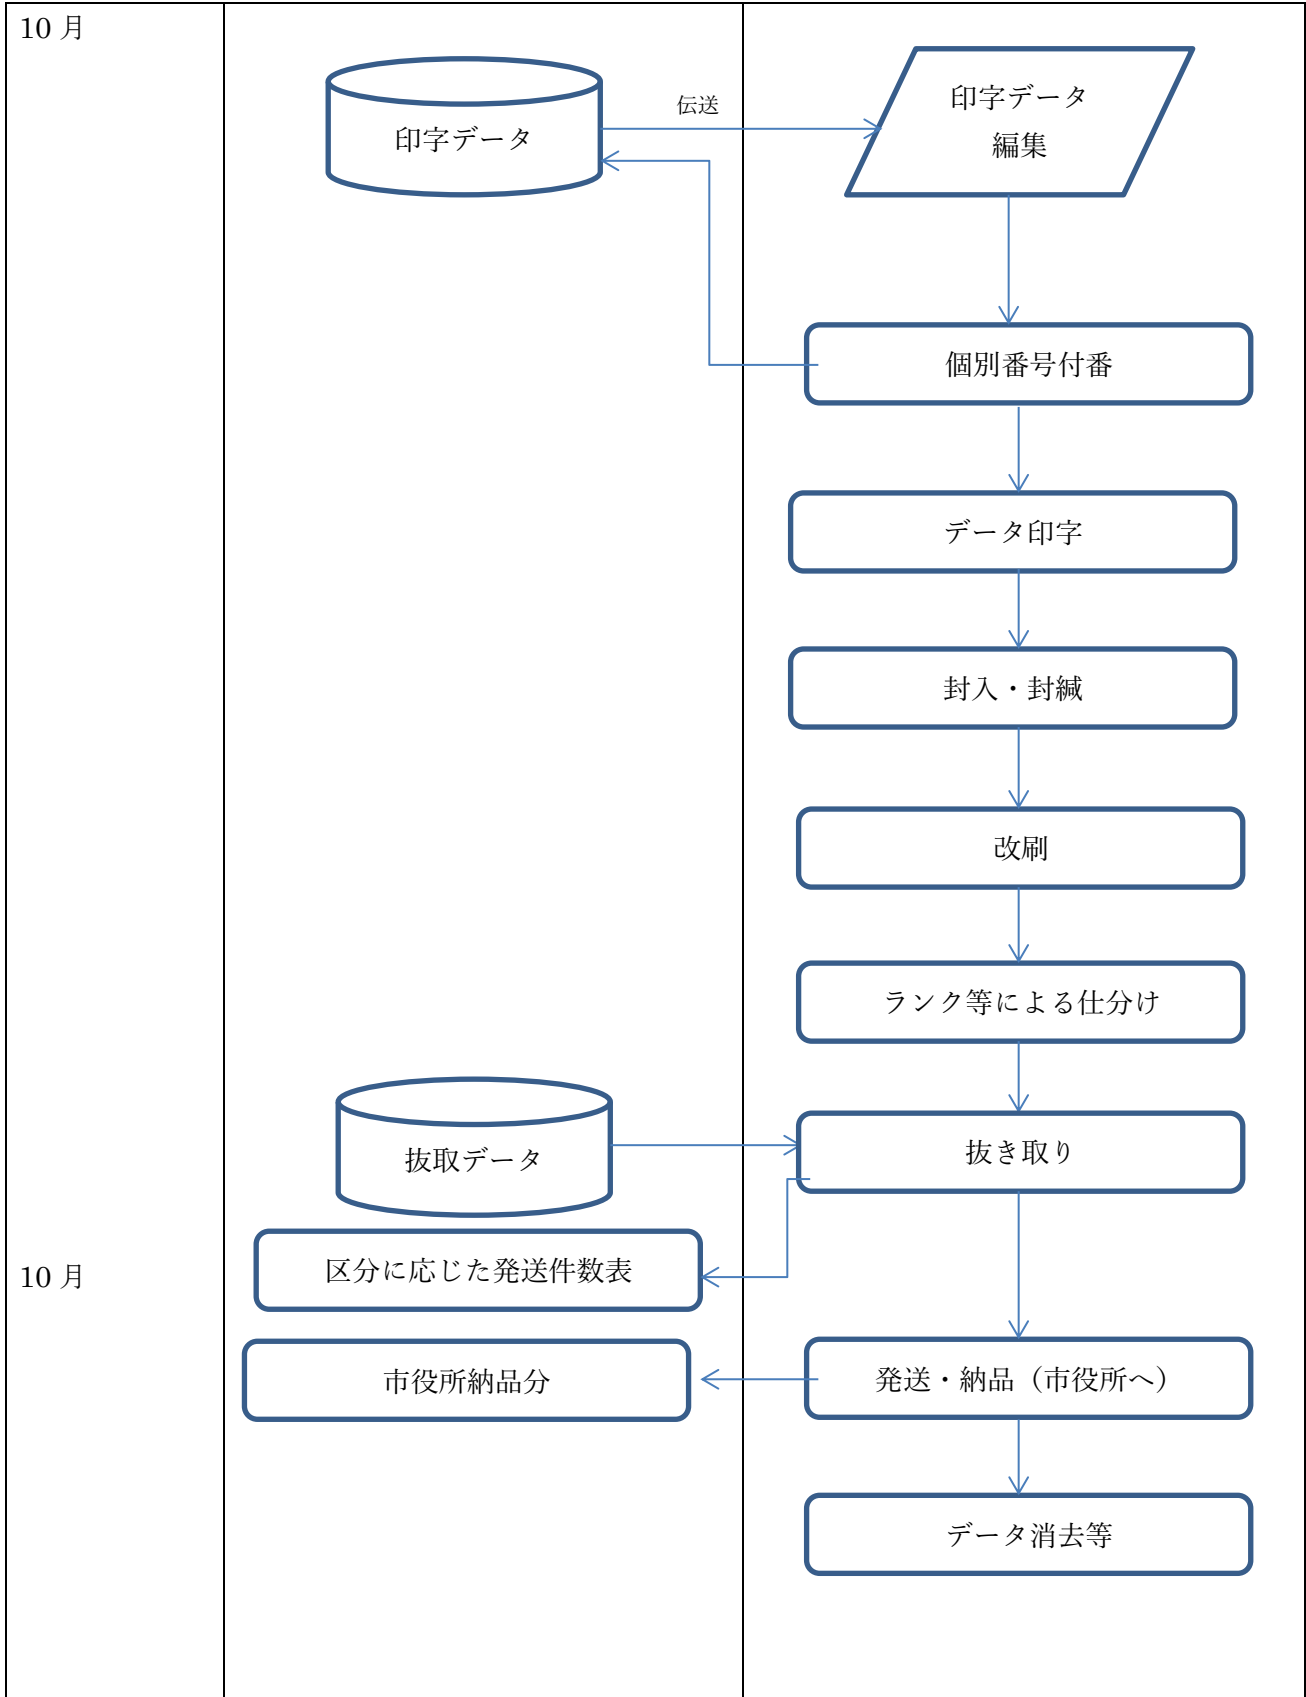 10 月
印字データ
伝送
印字データ
編集
個別番号付番
データ印字
封入・封緘
改刷
ランク等による仕分け
抜取データ
抜き取り
区分に応じた発送件数表
10 月
市役所納品分
発送・納品（市役所へ）
データ消去等